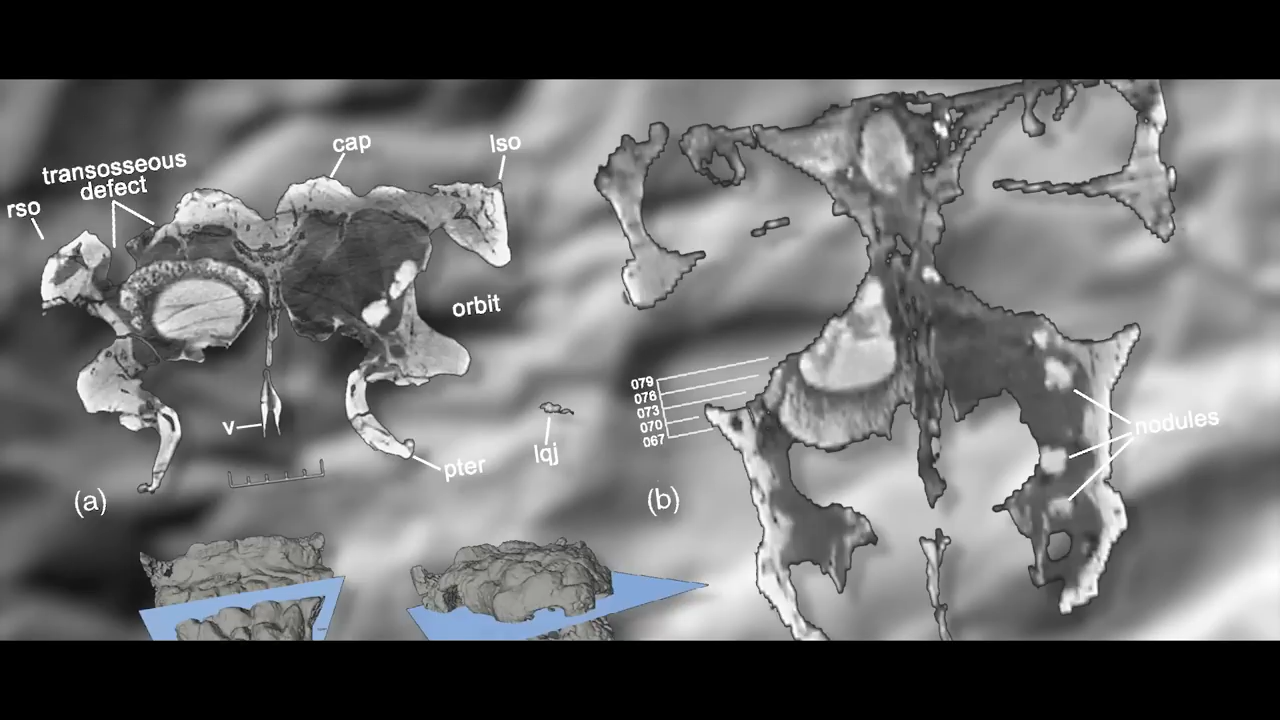 cap
lso
transosseous
defect
rso
orbit
v
pter
lqj
(a)
079
076
073
070
067
nodules
(b)